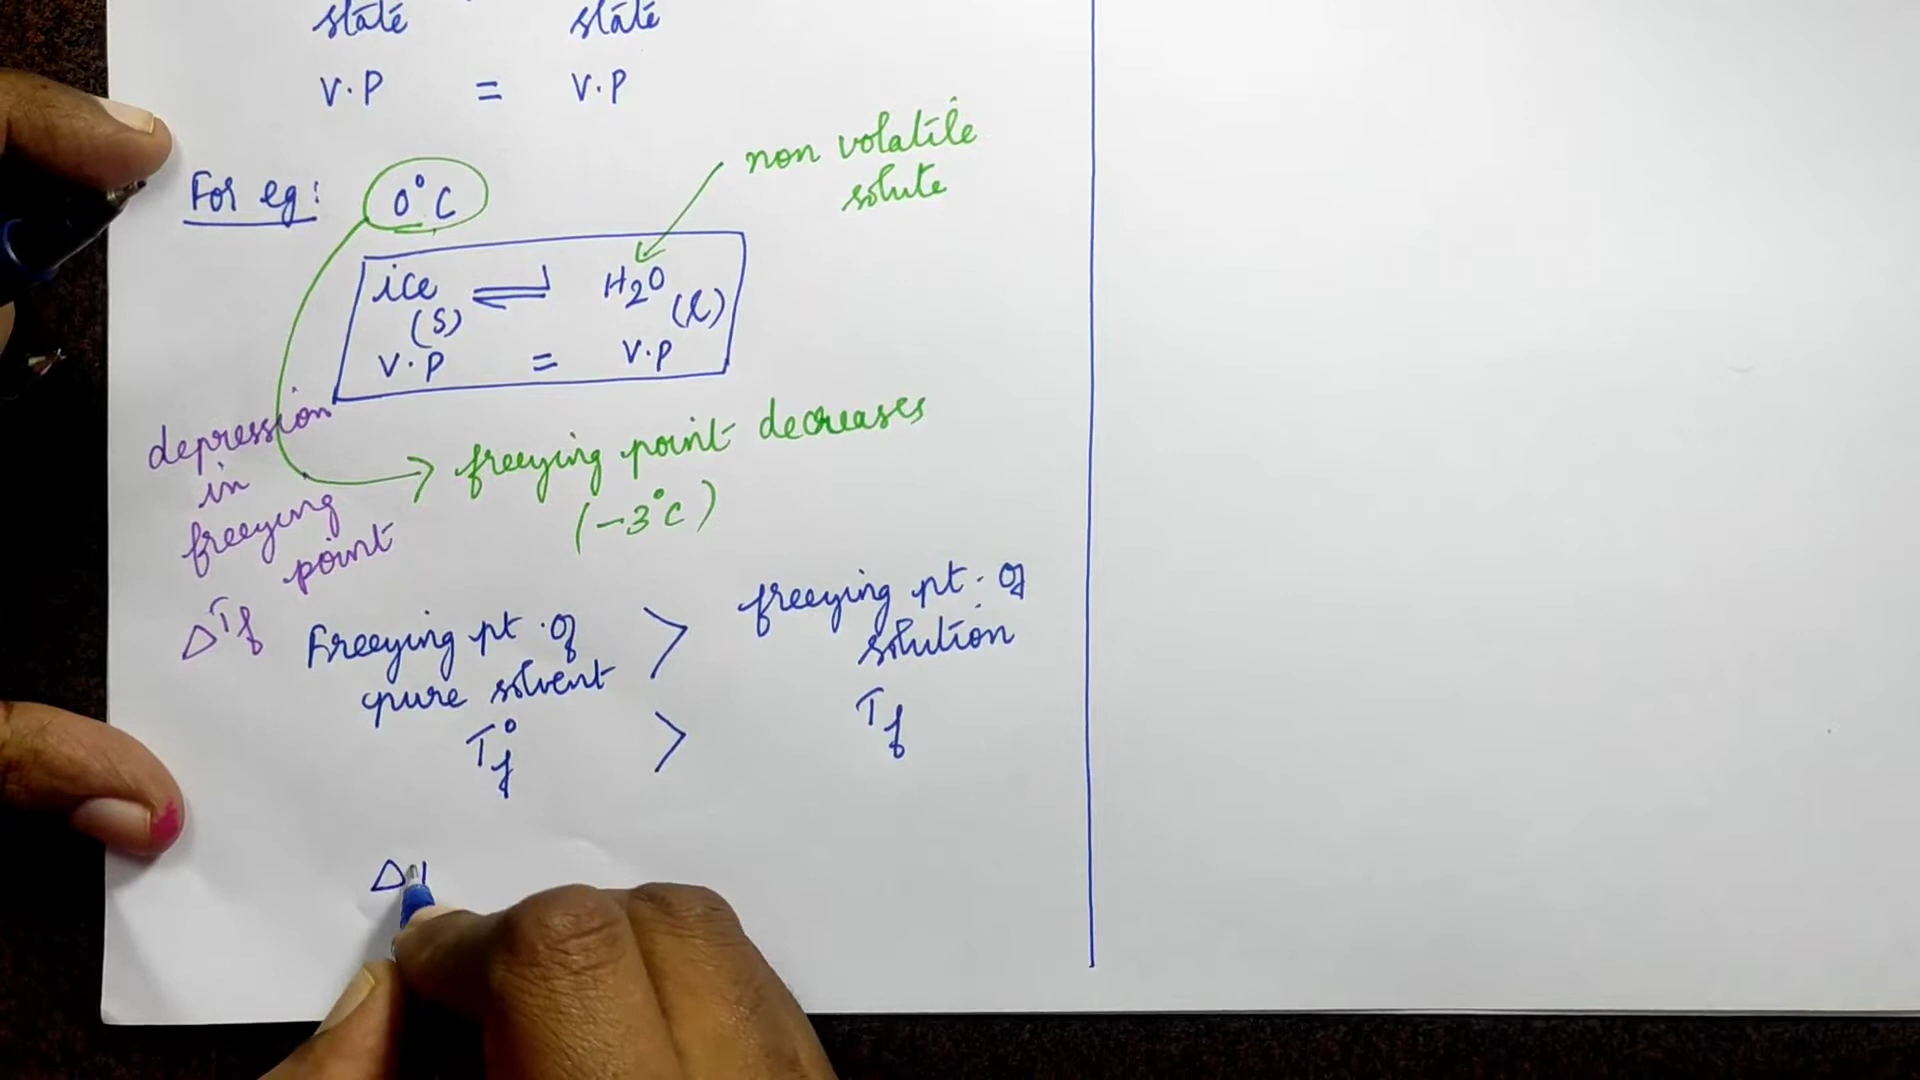 state state
V.P = V.P
non volatile
solute
For eg: 0°C
ice ⇌ H2O
(s) (l)
V.P = V.P
depression
in
freezing
point
freezing point decreases
(-3°C)
ΔTf
Freezing pt. of > freezing pt. of
pure solvent solution
Tf° > Tf
Δ